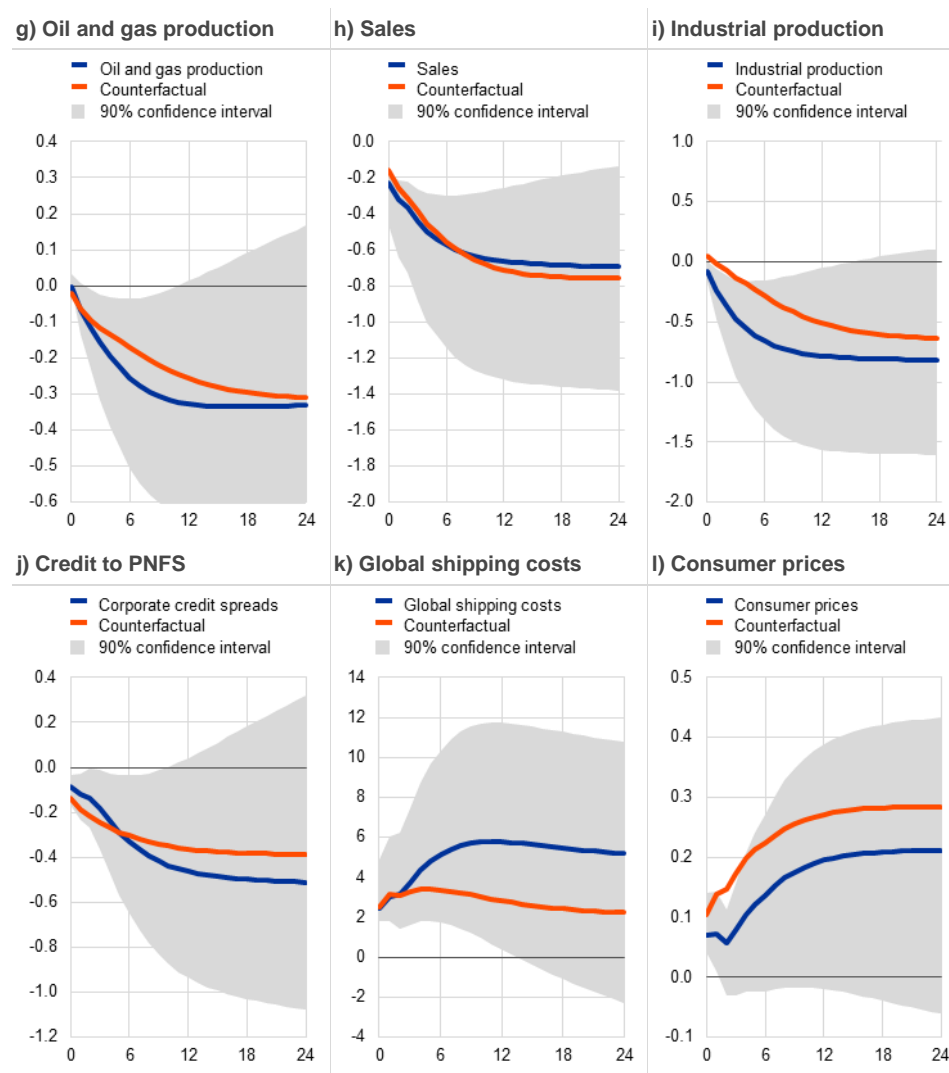 g) Oil and gas production
Oil and gas production
Counterfactual
90% confidence interval
0.4
0.3
0.2
0.1
0.0
-0.1
-0.2
-0.3
-0.4
-0.5
-0.6
0 6 12 18 24
h) Sales
Sales
Counterfactual
90% confidence interval
0.0
-0.2
-0.4
-0.6
-0.8
-1.0
-1.2
-1.4
-1.6
-1.8
-2.0
0 6 12 18 24
i) Industrial production
Industrial production
Counterfactual
90% confidence interval
1.0
0.5
0.0
-0.5
-1.0
-1.5
-2.0
0 6 12 18 24
j) Credit to PNFS
Corporate credit spreads
Counterfactual
90% confidence interval
0.4
0.2
0.0
-0.2
-0.4
-0.6
-0.8
-1.0
-1.2
0 6 12 18 24
k) Global shipping costs
Global shipping costs
Counterfactual
90% confidence interval
14
12
10
8
6
4
2
0
-2
-4
0 6 12 18 24
l) Consumer prices
Consumer prices
Counterfactual
90% confidence interval
0.5
0.4
0.3
0.2
0.1
0.0
-0.1
0 6 12 18 24